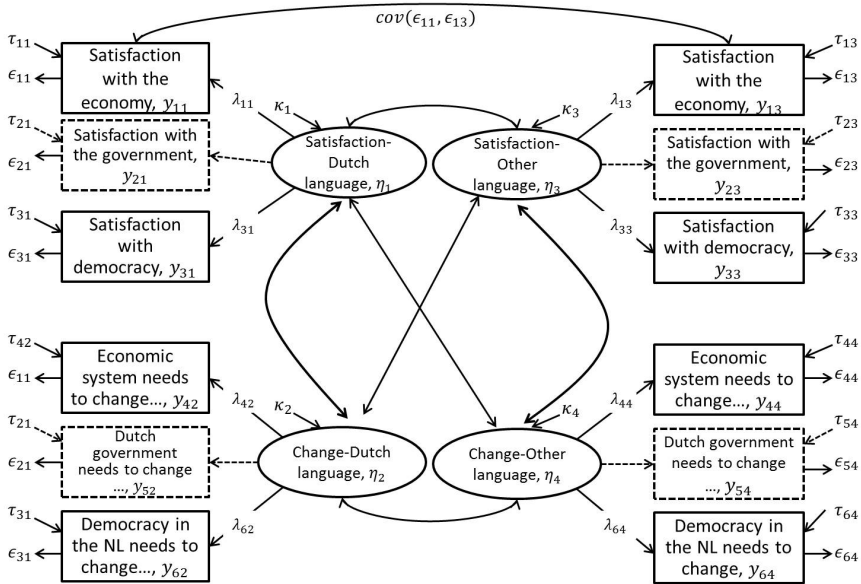 cov(ϵ₁₁, ϵ₁₃)
τ₁₁
ϵ₁₁
Satisfaction
with the
economy, y₁₁
τ₂₁
ϵ₂₁
Satisfaction with
the government,
y₂₁
τ₃₁
ϵ₃₁
Satisfaction
with
democracy, y₃₁
λ₁₁
κ₁
λ₃₁
Satisfaction-
Dutch
language, η₁
κ₃
λ₁₃
λ₃₃
Satisfaction-
Other
language, η₃
Satisfaction
with the
economy, y₁₃
τ₁₃
ϵ₁₃
Satisfaction with
the government,
y₂₃
τ₂₃
ϵ₂₃
Satisfaction
with democracy,
y₃₃
τ₃₃
ϵ₃₃
τ₄₂
ϵ₁₁
Economic
system needs
to change…, y₄₂
τ₂₁
ϵ₂₁
Dutch
government
needs to change
…, y₅₂
τ₃₁
ϵ₃₁
Democracy in
the NL needs to
change…, y₆₂
λ₄₂
κ₂
λ₆₂
Change-Dutch
language, η₂
κ₄
λ₄₄
λ₆₄
Change-Other
language, η₄
Economic
system needs to
change…, y₄₄
τ₄₄
ϵ₄₄
Dutch government
needs to change
…, y₅₄
τ₅₄
ϵ₅₄
Democracy in
the NL needs to
change, y₆₄
τ₆₄
ϵ₆₄